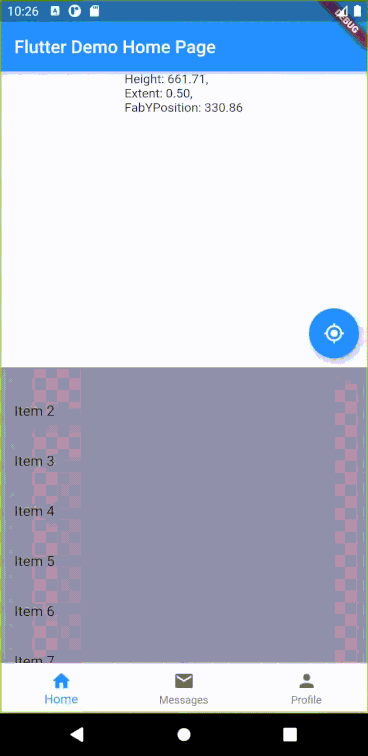 10:26
DEBUG
Flutter Demo Home Page
Height: 661.71,
Extent: 0.50,
FabYPosition: 330.86
Item 2
Item 3
Item 4
Item 5
Item 6
Item 7
Home
Messages
Profile